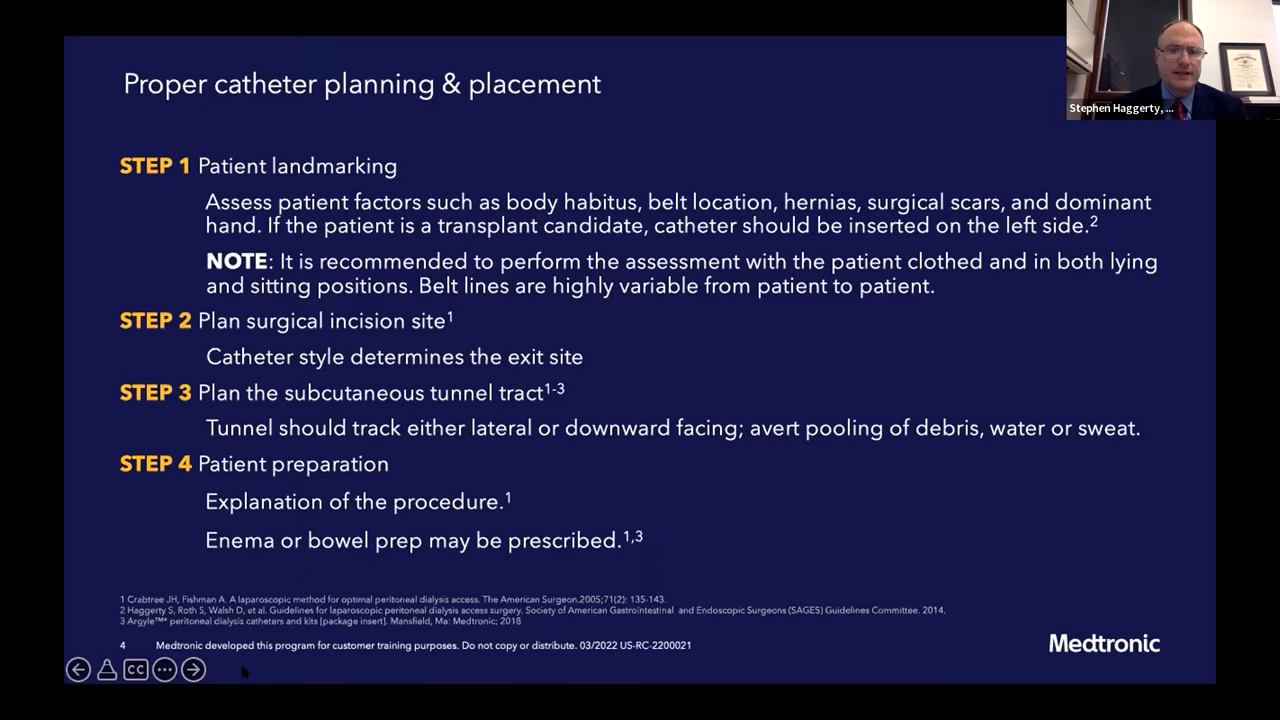 Proper catheter planning & placement
Stephen Haggerty, ...
STEP 1 Patient landmarking
Assess patient factors such as body habitus, belt location, hernias, surgical scars, and dominant
hand. If the patient is a transplant candidate, catheter should be inserted on the left side.2
NOTE: It is recommended to perform the assessment with the patient clothed and in both lying
and sitting positions. Belt lines are highly variable from patient to patient.
STEP 2 Plan surgical incision site1
Catheter style determines the exit site
STEP 3 Plan the subcutaneous tunnel tract1-3
Tunnel should track either lateral or downward facing; avert pooling of debris, water or sweat.
STEP 4 Patient preparation
Explanation of the procedure.1
Enema or bowel prep may be prescribed.1,3
1 Crabtree JH, Fishman A. A laparoscopic method for optimal peritoneal dialysis access. The American Surgeon.2005;71(2): 135-143.
2 Haggerty S, Roth S, Walsh D, et al. Guidelines for laparoscopic peritoneal dialysis access surgery. Society of American Gastrointestinal and Endoscopic Surgeons (SAGES) Guidelines Committee. 2014.
3 Argyle™* peritoneal dialysis catheters and kits [package insert]. Mansfield, Ma: Medtronic; 2018
4 Medtronic developed this program for customer training purposes. Do not copy or distribute. 03/2022 US-RC-2200021
Medtronic
CC